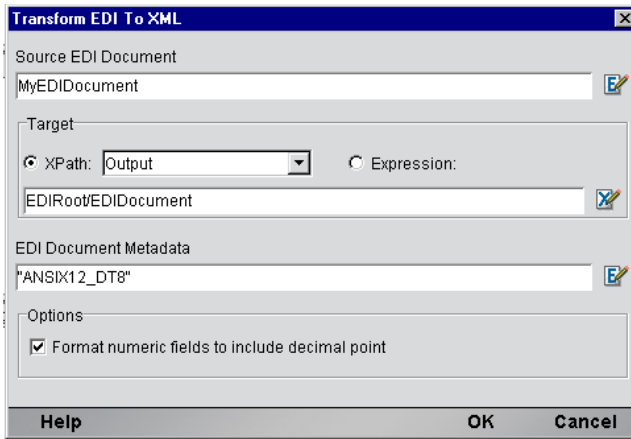 Transform EDI To XML
Source EDI Document
MyEDIDocument
Target
XPath: Output Expression:
EDIRoot/EDIDocument
EDI Document Metadata
"ANSIX12_DT8"
Options
Format numeric fields to include decimal point
Help OK Cancel